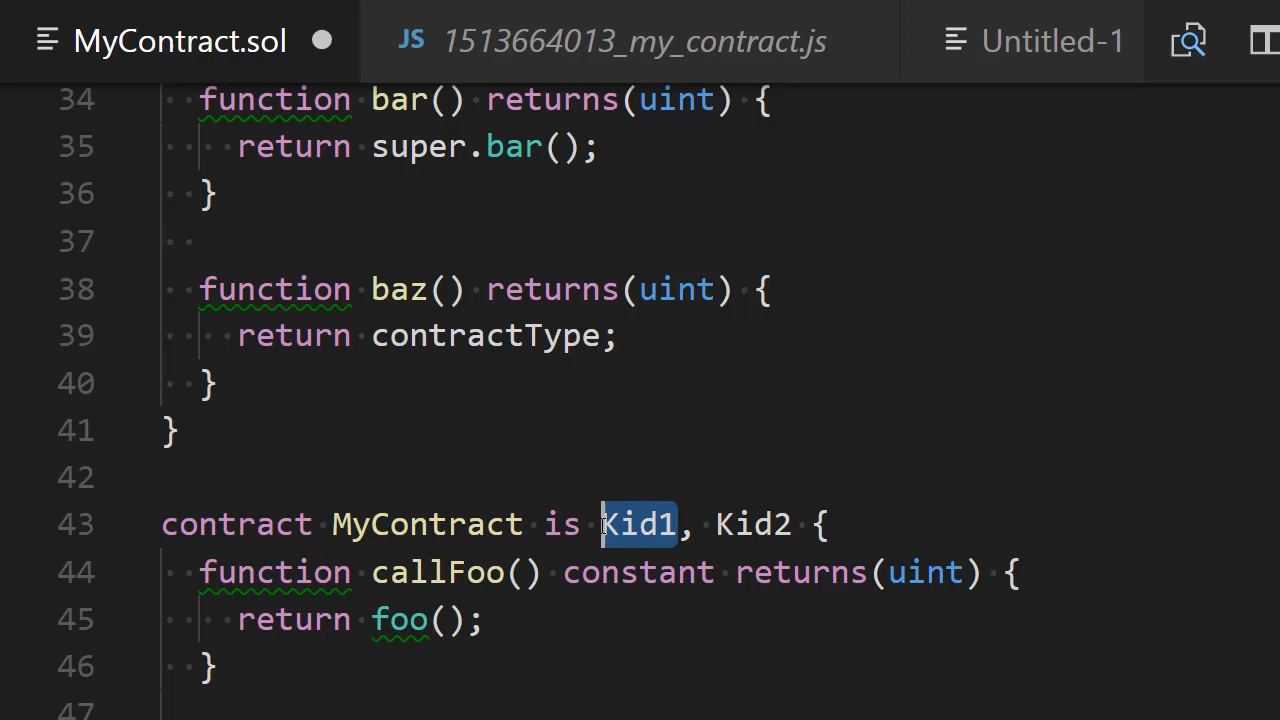 MyContract.sol JS 1513664013_my_contract.js Untitled-1
34 function bar() returns(uint) {
35 return super.bar();
36 }
37
38 function baz() returns(uint) {
39 return contractType;
40 }
41 }
42
43 contract MyContract is Kid1, Kid2 {
44 function callFoo() constant returns(uint) {
45 return foo();
46 }
47